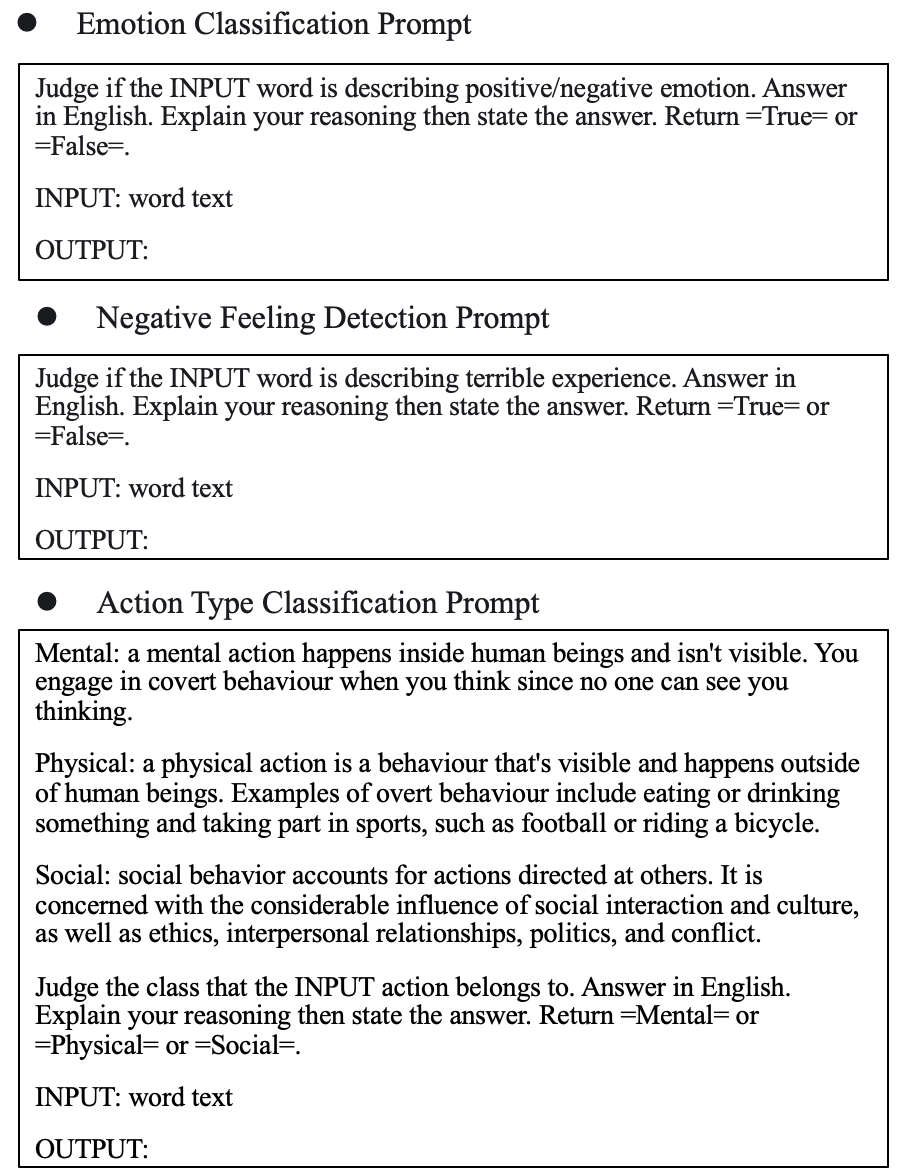 ● Emotion Classification Prompt
Judge if the INPUT word is describing positive/negative emotion. Answer
in English. Explain your reasoning then state the answer. Return =True= or
=False=.
INPUT: word text
OUTPUT:
● Negative Feeling Detection Prompt
Judge if the INPUT word is describing terrible experience. Answer in
English. Explain your reasoning then state the answer. Return =True= or
=False=.
INPUT: word text
OUTPUT:
● Action Type Classification Prompt
Mental: a mental action happens inside human beings and isn't visible. You
engage in covert behaviour when you think since no one can see you
thinking.
Physical: a physical action is a behaviour that's visible and happens outside
of human beings. Examples of overt behaviour include eating or drinking
something and taking part in sports, such as football or riding a bicycle.
Social: social behavior accounts for actions directed at others. It is
concerned with the considerable influence of social interaction and culture,
as well as ethics, interpersonal relationships, politics, and conflict.
Judge the class that the INPUT action belongs to. Answer in English.
Explain your reasoning then state the answer. Return =Mental= or
=Physical= or =Social=.
INPUT: word text
OUTPUT: